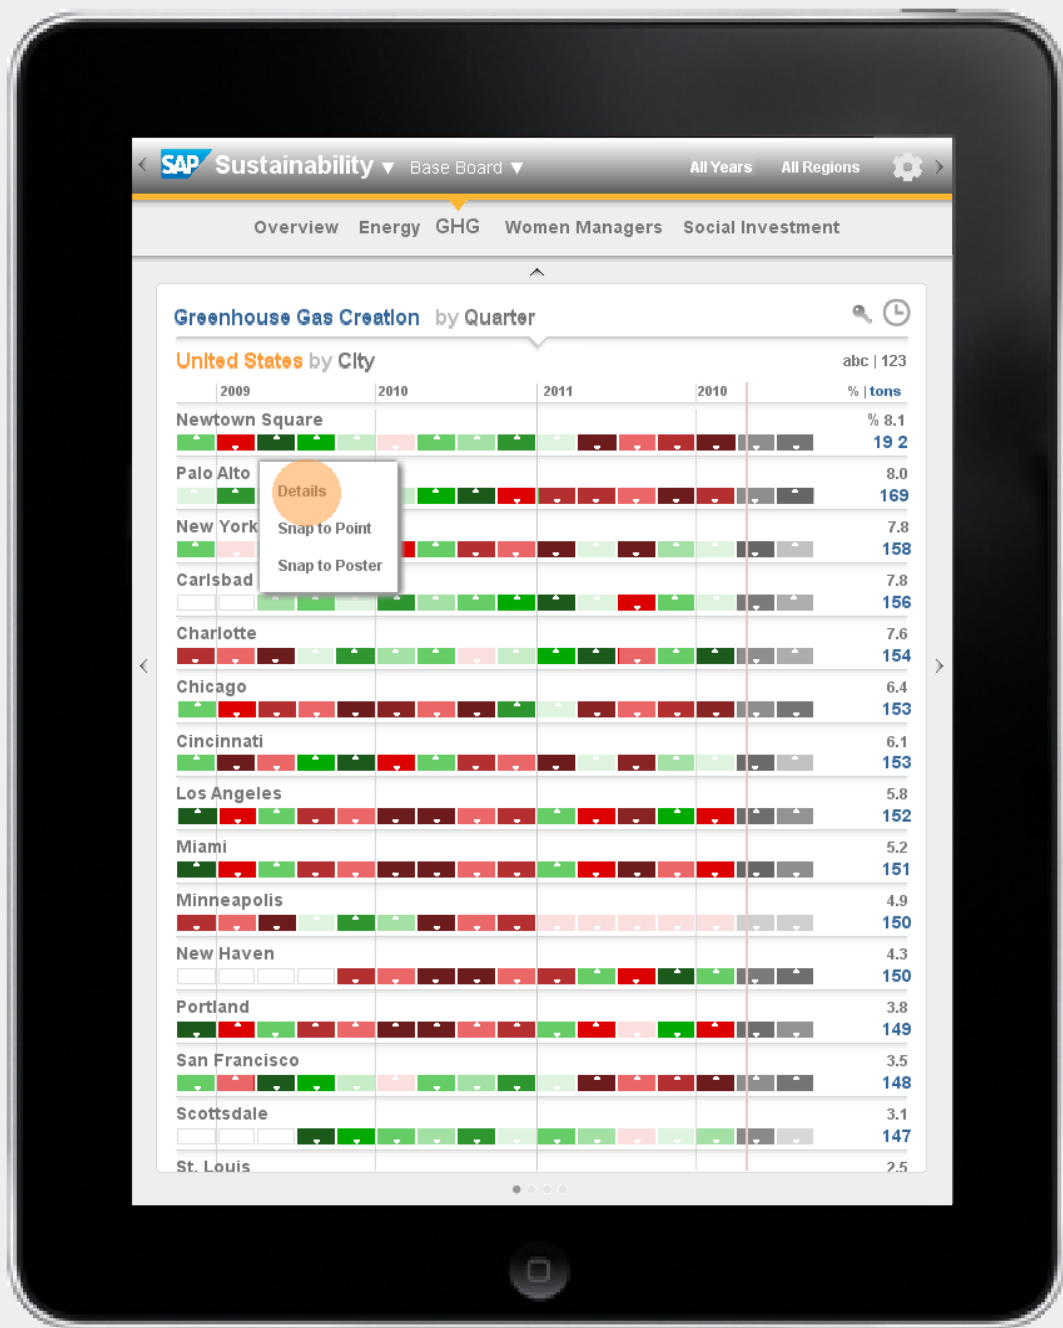 SAP Sustainability ▼ Base Board ▼ All Years All Regions
Overview Energy GHG Women Managers Social Investment
Greenhouse Gas Creation by Quarter
United States by City abc | 123
2009 2010 2011 2010 % | tons
Newtown Square % 8.1
19 2
Palo Alto 8.0
Details 169
New York Snap to Point 7.8
158
Snap to Poster
Carlsbad 7.8
156
Charlotte 7.6
154
Chicago 6.4
153
Cincinnati 6.1
153
Los Angeles 5.8
152
Miami 5.2
151
Minneapolis 4.9
150
New Haven 4.3
150
Portland 3.8
149
San Francisco 3.5
148
Scottsdale 3.1
147
St. Louis 2.5